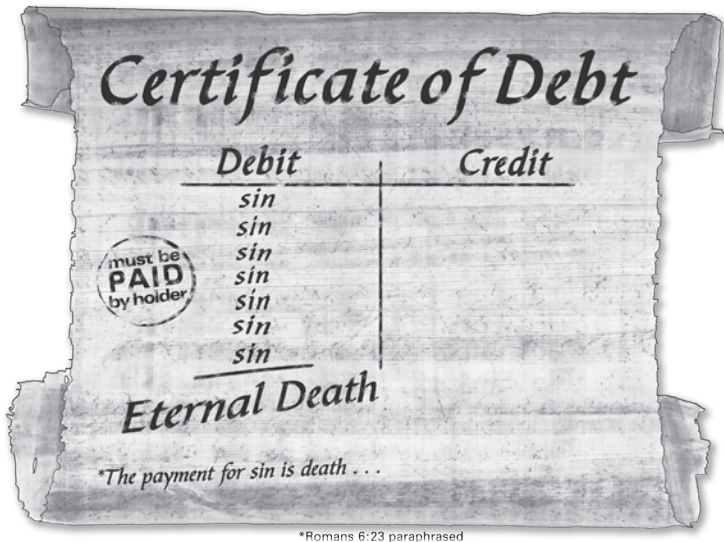 Certificate of Debt
Debit Credit
sin
sin
sin
sin
sin
sin
sin
must be
PAID
by holder
Eternal Death
*The payment for sin is death . . .
*Romans 6:23 paraphrased